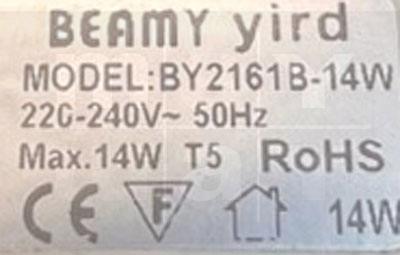 BEAMY yird
MODEL:BY2161B-14W
220-240V~ 50Hz
Max.14W T5 RoHS
CE F 14W